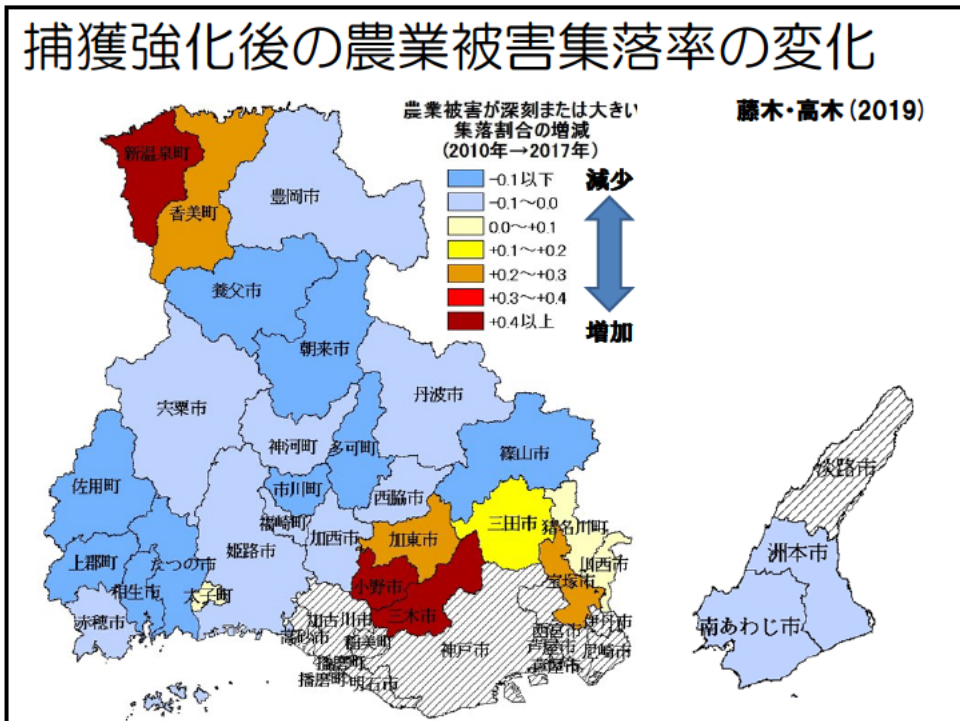 捕獲強化後の農業被害集落率の変化
農業被害が深刻または大きい
集落割合の増減
(2010年→2017年)
藤木・高木(2019)
-0.1以下
-0.1～0.0
0.0～+0.1
+0.1～+0.2
+0.2～+0.3
+0.3～+0.4
+0.4以上
減少
増加
新温泉町
香美町
豊岡市
養父市
朝来市
宍粟市
丹波市
神河町
多可町
篠山市
佐用町
市川町
西脇市
福崎町
加西市
加東市
三田市
猪名川町
姫路市
上郡町
たつの市
相生市
太子町
赤穂市
小野市
三木市
宝塚市
川西市
加古川市
高砂市
稲美町
播磨町
播磨町
明石市
神戸市
西宮市
芦屋市
芦屋市
伊丹市
尼崎市
淡路市
洲本市
南あわじ市